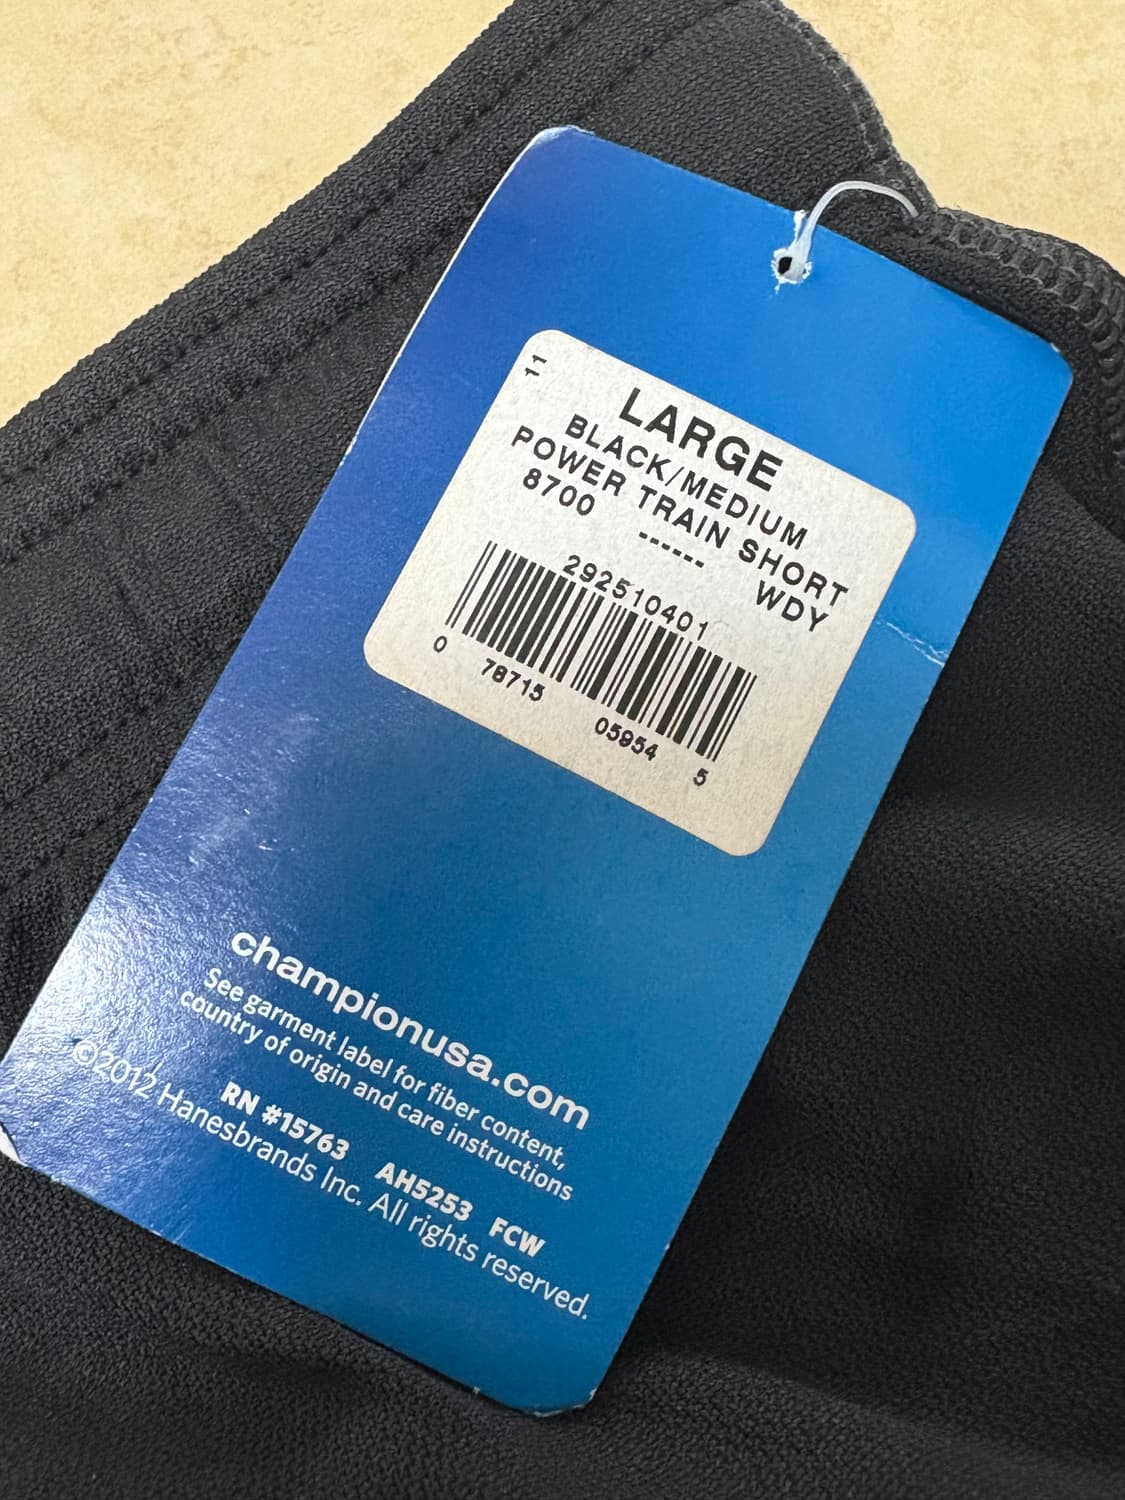 11
LARGE
BLACK/MEDIUM
POWER TRAIN SHORT
8700 ------ WDY
292510401
0 78715 05954 5
championusa.com
See garment label for fiber content,
country of origin and care instructions
RN #15763 AH5253 FCW
©2012 Hanesbrands Inc. All rights reserved.